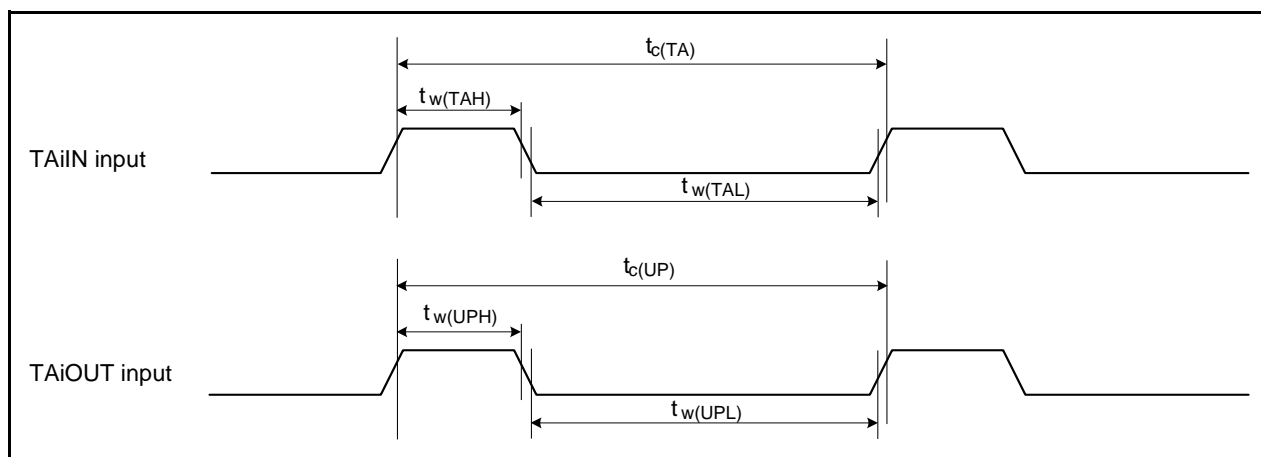 tc(TA)
tw(TAH)
TAiIN input
tw(TAL)
tc(UP)
tw(UPH)
TAiOUT input
tw(UPL)